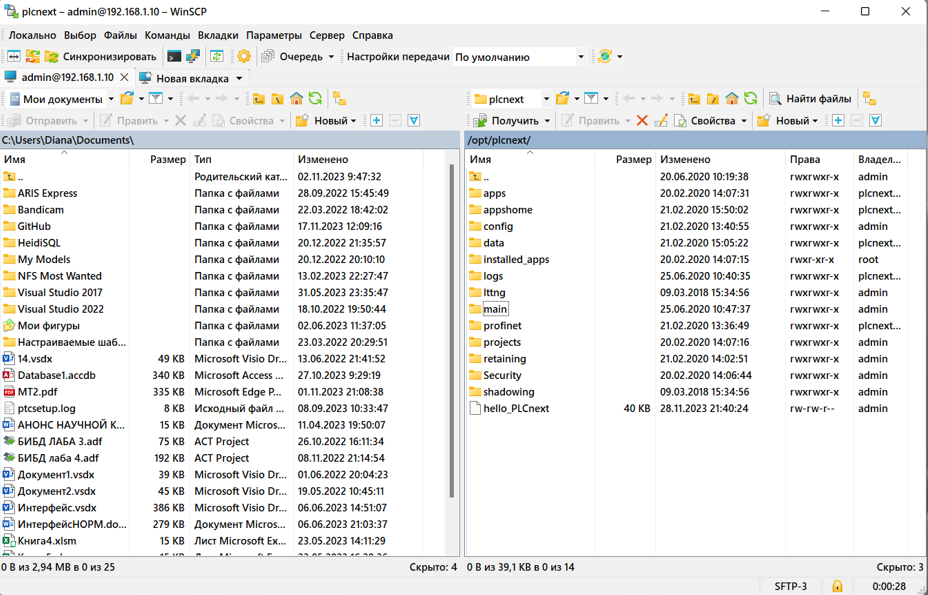 plcnext – admin@192.168.1.10 – WinSCP
Локально Выбор Файлы Команды Вкладки Параметры Сервер Справка
Синхронизировать Очередь Настройки передачи По умолчанию
admin@192.168.1.10 Новая вкладка
Мои документы
Отправить Править Свойства Новый
C:\Users\Diana\Documents\
Имя Размер Тип Изменено
.. Родительский кат... 02.11.2023 9:47:32
ARIS Express Папка с файлами 28.09.2022 15:45:49
Bandicam Папка с файлами 22.03.2022 18:42:02
GitHub Папка с файлами 17.11.2023 12:09:16
HeidiSQL Папка с файлами 20.12.2022 21:35:57
My Models Папка с файлами 20.12.2022 20:10:10
NFS Most Wanted Папка с файлами 13.02.2023 22:27:47
Visual Studio 2017 Папка с файлами 31.05.2023 23:35:47
Visual Studio 2022 Папка с файлами 18.10.2022 19:50:44
Мои фигуры Папка с файлами 02.06.2023 11:37:05
Настраиваемые шаб... Папка с файлами 23.03.2022 20:29:51
14.vsdx 49 KB Microsoft Visio Dr... 13.06.2022 21:41:52
Database1.accdb 340 KB Microsoft Access ... 27.10.2023 9:29:19
MT2.pdf 335 KB Microsoft Edge P... 01.11.2023 21:08:38
ptcsetup.log 8 KB Исходный файл ... 08.09.2023 10:33:47
АНОНС НАУЧНОЙ К... 15 KB Документ Micros... 11.04.2023 19:50:07
БИБД ЛАБА 3.adf 75 KB ACT Project 26.10.2022 16:11:34
БИБД лаба 4.adf 192 KB ACT Project 08.11.2022 21:14:54
Документ1.vsdx 39 KB Microsoft Visio Dr... 01.06.2022 20:04:23
Документ2.vsdx 45 KB Microsoft Visio Dr... 19.05.2022 10:45:11
Интерфейс.vsdx 386 KB Microsoft Visio Dr... 06.06.2023 14:51:07
ИнтерфейсНОРМ.do... 279 KB Документ Micros... 06.06.2023 21:03:37
Книга4.xlsm 15 KB Лист Microsoft Ex... 23.05.2023 14:11:29
0 B из 2,94 MB в 0 из 25 Скрыто: 4
plcnext Найти файлы
Получить Править Свойства Новый
/opt/plcnext/
Имя Размер Изменено Права Владел...
.. 20.06.2020 10:19:38 rwxrwxr-x admin
apps 20.02.2020 14:07:31 rwxrwxr-x plcnext...
appshome 21.02.2020 15:50:02 rwxrwxr-x admin
config 21.02.2020 13:40:55 rwxrwxr-x admin
data 21.02.2020 15:05:22 rwxrwxr-x plcnext...
installed_apps 20.02.2020 14:07:15 rwxr-xr-x root
logs 25.06.2020 10:40:35 rwxrwxr-x plcnext...
lttng 09.03.2018 15:34:56 rwxrwxr-x admin
main 25.06.2020 10:47:37 rwxrwxr-x admin
profinet 21.02.2020 13:36:49 rwxrwxr-x plcnext...
projects 20.02.2020 14:07:16 rwxrwxr-x admin
retaining 21.02.2020 14:02:51 rwxrwxr-x admin
Security 20.02.2020 14:06:44 rwxrwxr-x admin
shadowing 09.03.2018 15:34:56 rwxrwxr-x admin
hello_PLCnext 40 KB 28.11.2023 21:40:24 rw-rw-r-- admin
0 B из 39,1 KB в 0 из 14 Скрыто: 3
SFTP-3 0:00:28